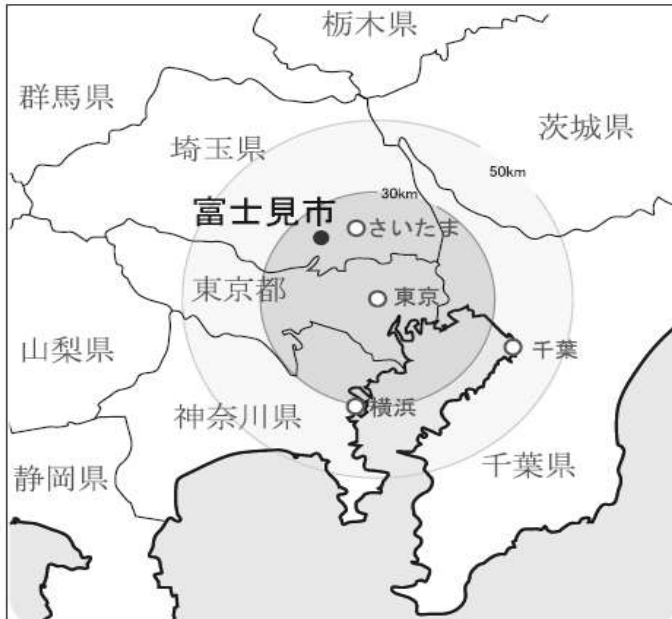 栃木県
群馬県
茨城県
埼玉県
50km
30km
富士見市
さいたま
東京都
東京
山梨県
千葉
神奈川県
横浜
千葉県
静岡県